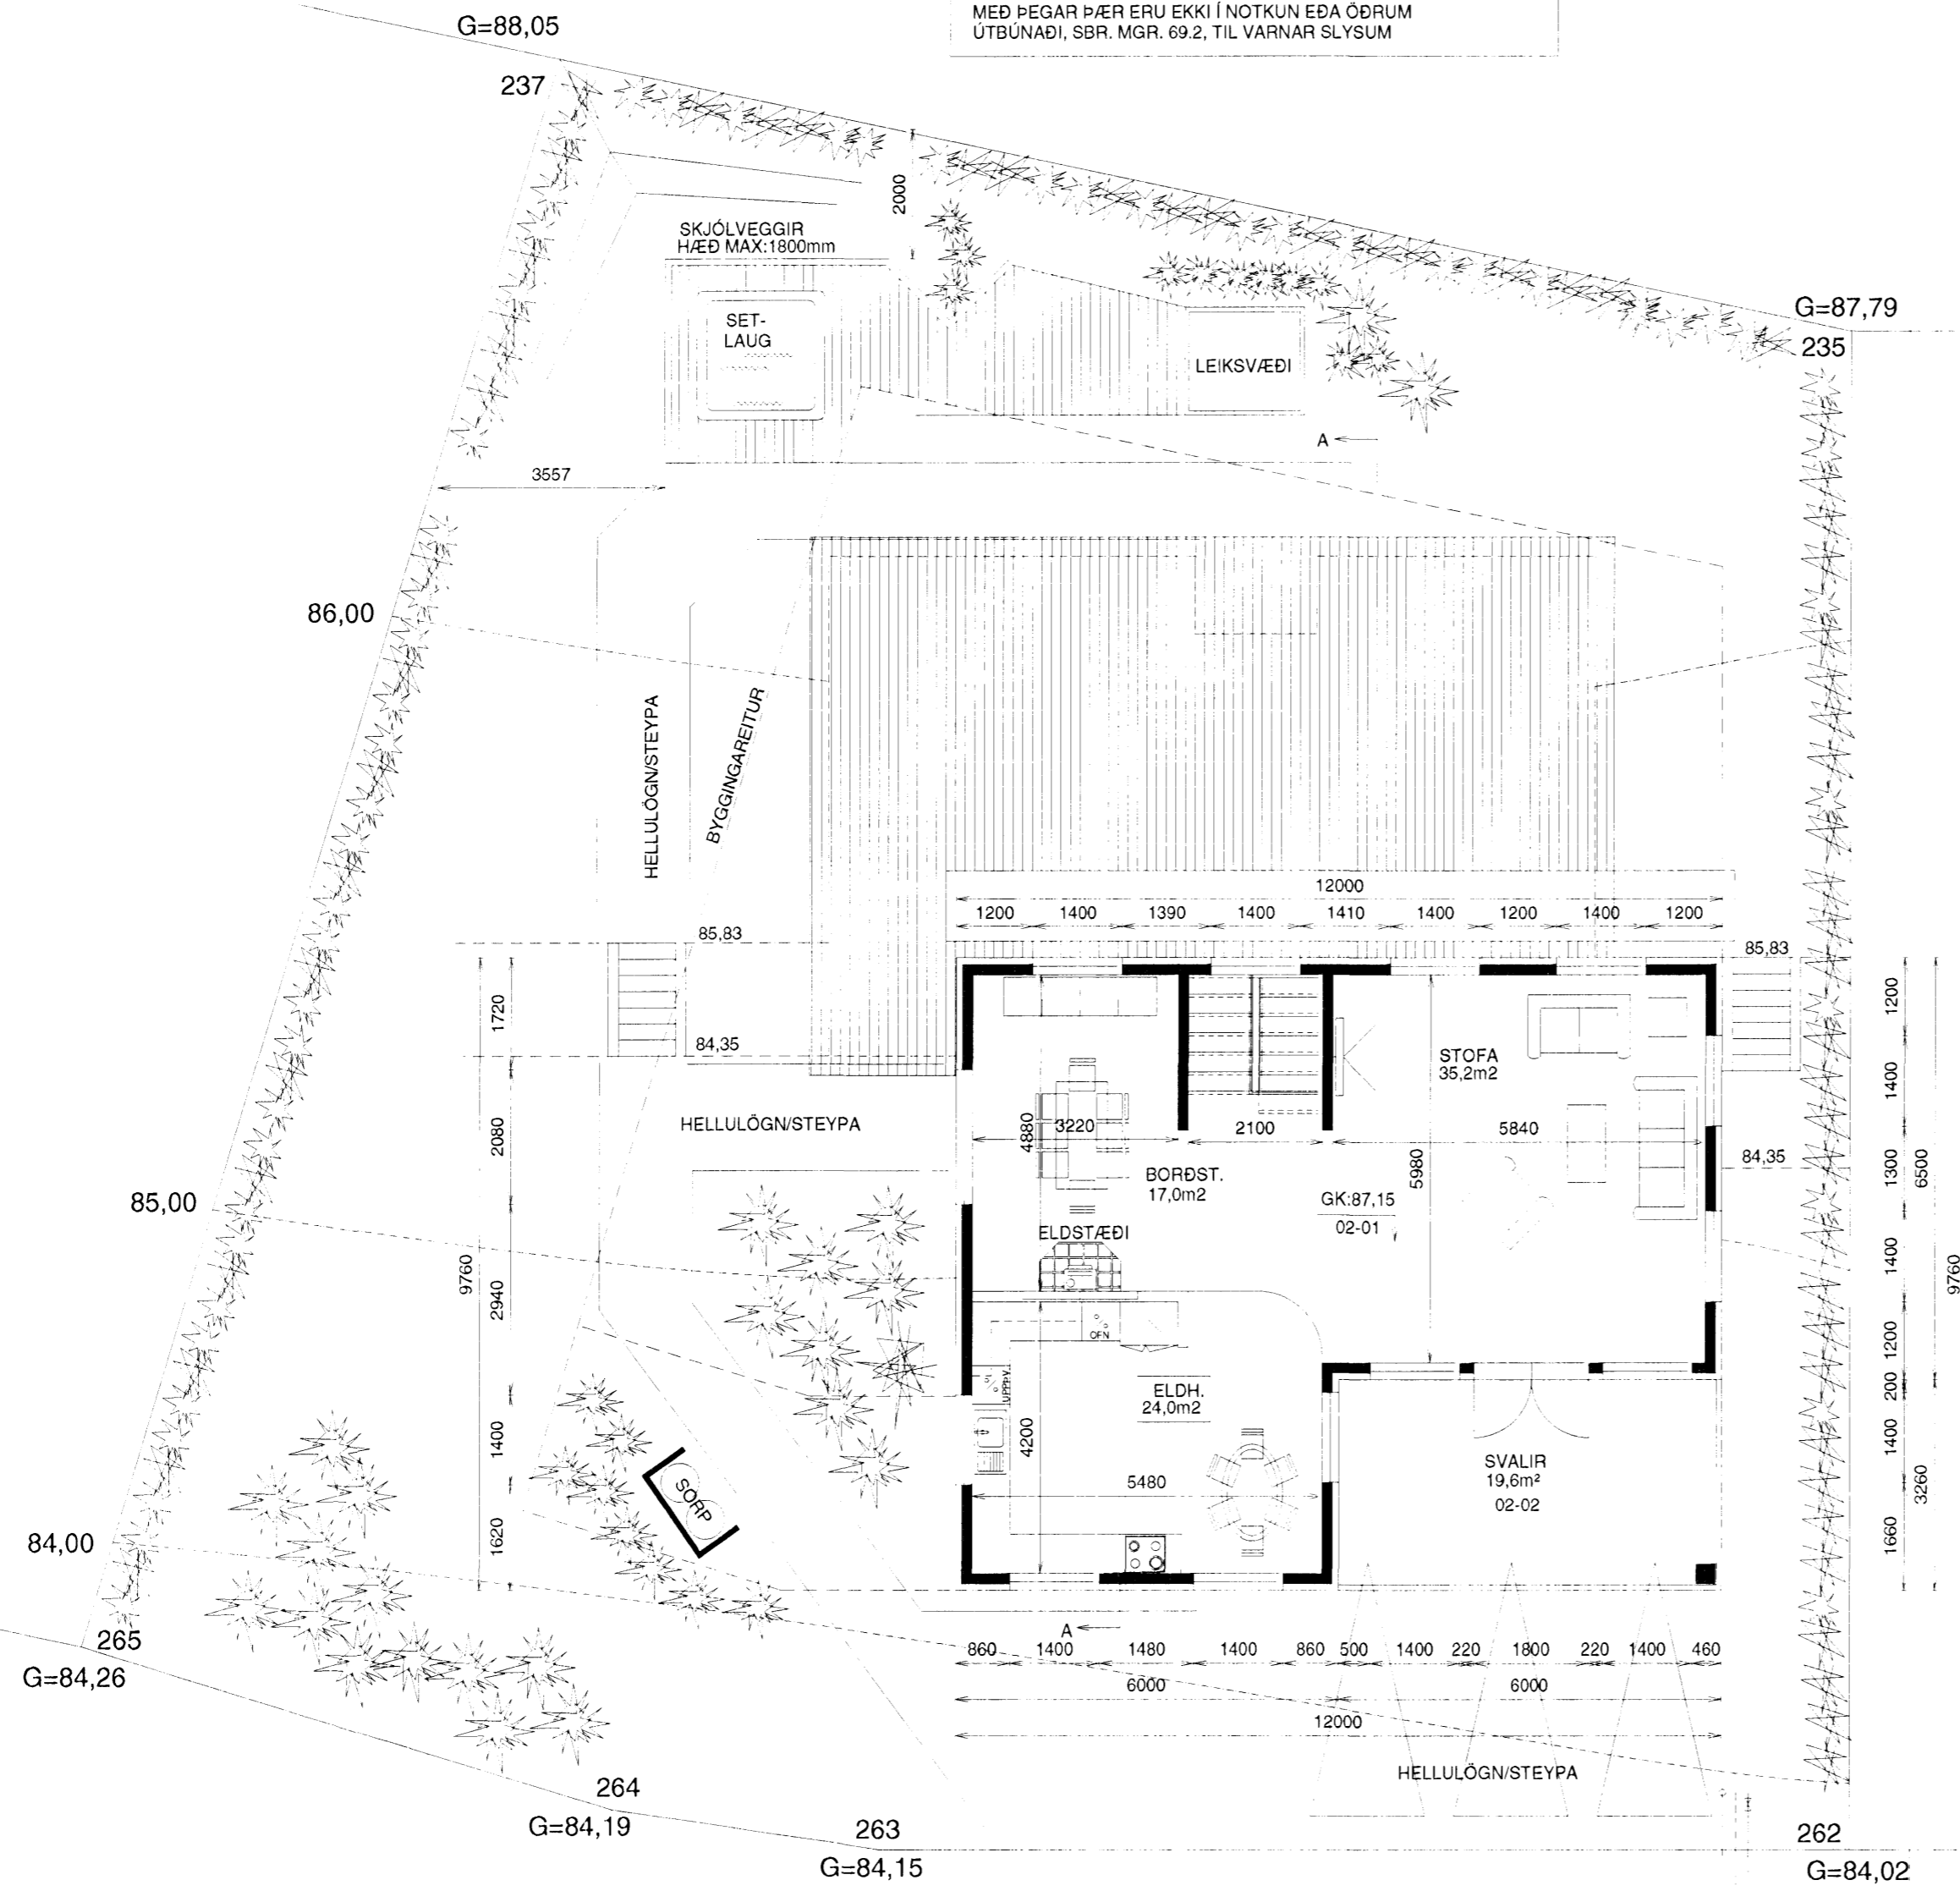 MEÐ ÞEGAR ÞÆR ERU EKKI Í NOTKUN EÐA ÖÐRUM
ÚTBÚNAÐI, SBR. MGR. 69.2, TIL VARNAR SLYSUM
G=88,05
237
2000
SKJÓLVEGGIR
HÆÐ MAX:1800mm
SET-
LAUG
LEIKSVÆÐI
G=87,79
235
A
3557
86,00
HELLULÖGN/STEYPA
BYGGINGAREITUR
12000
1200 1400 1390 1400 1410 1400 1200 1400 1200
85,83
85,83
84,35
1720
2080
2940
1400
1620
9760
HELLULÖGN/STEYPA
STOFA
35,2m2
4880
3220
2100
5840
5980
84,35
BORÐST.
17,0m2
GK:87,15
02-01
ELDSTÆÐI
OFN
UPPÞV.
ELDH.
24,0m2
4200
5480
SVALIR
19,6m²
02-02
1200
1400
1300
1400
1200
200
1400
1660
6500
3260
9760
85,00
SORP
84,00
265
G=84,26
A
860 1400 1480 1400 860 500 1400 220 1800 220 1400 460
6000 6000
12000
HELLULÖGN/STEYPA
264
G=84,19
263
G=84,15
262
G=84,02